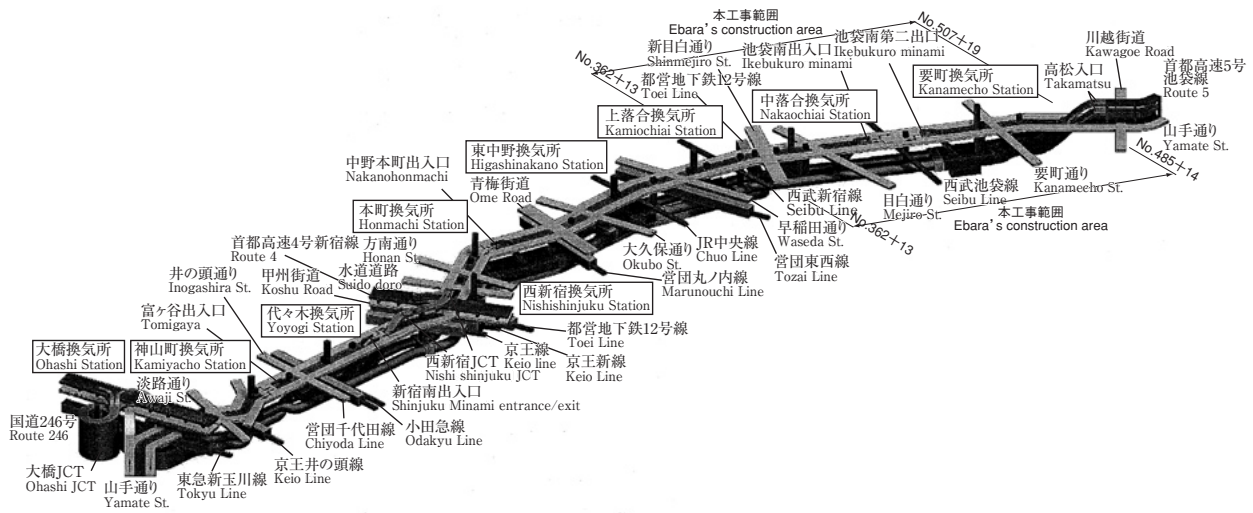 本工事範囲
Ebara's construction area
No.507+19
川越街道
Kawagoe Road
新目白通り
Shinmejiro St.
池袋南出入口
Ikebukuro minami
池袋南第二出口
Ikebukuro minami
No.362+13
首都高速5号
池袋線
Route 5
高松入口
Takamatsu
要町換気所
Kanamecho Station
都営地下鉄12号線
Toei Line
中落合換気所
Nakaochiai Station
上落合換気所
Kamiochiai Station
山手通り
Yamate St.
東中野換気所
Higashinakano Station
中野本町出入口
Nakanohonmachi
No.485+14
要町通り
Kanamecho St.
青梅街道
Ome Road
西武池袋線
Seibu Line
目白通り
Mejiro St.
西武新宿線
Seibu Line
本町換気所
Honmachi Station
本工事範囲
Ebara's construction area
No.362+13
早稲田通り
Waseda St.
JR中央線
Chuo Line
首都高速4号新宿線
Route 4
方南通り
Honan St.
大久保通り
Okubo St.
営団東西線
Tozai Line
井の頭通り
Inogashira St.
甲州街道
Koshu Road
水道道路
Suido doro
営団丸ノ内線
Marunouchi Line
西新宿換気所
Nishishinjuku Station
富ヶ谷出入口
Tomigaya
代々木換気所
Yoyogi Station
都営地下鉄12号線
Toei Line
大橋換気所
Ohashi Station
神山町換気所
Kamiyacho Station
西新宿JCT
Nishi shinjuku JCT
京王線
Keio line
京王新線
Keio Line
淡路通り
Awaji St.
新宿南出入口
Shinjuku Minami entrance/exit
国道246号
Route 246
営団千代田線
Chiyoda Line
小田急線
Odakyu Line
大橋JCT
Ohashi JCT
山手通り
Yamate St.
東急新玉川線
Tokyu Line
京王井の頭線
Keio Line